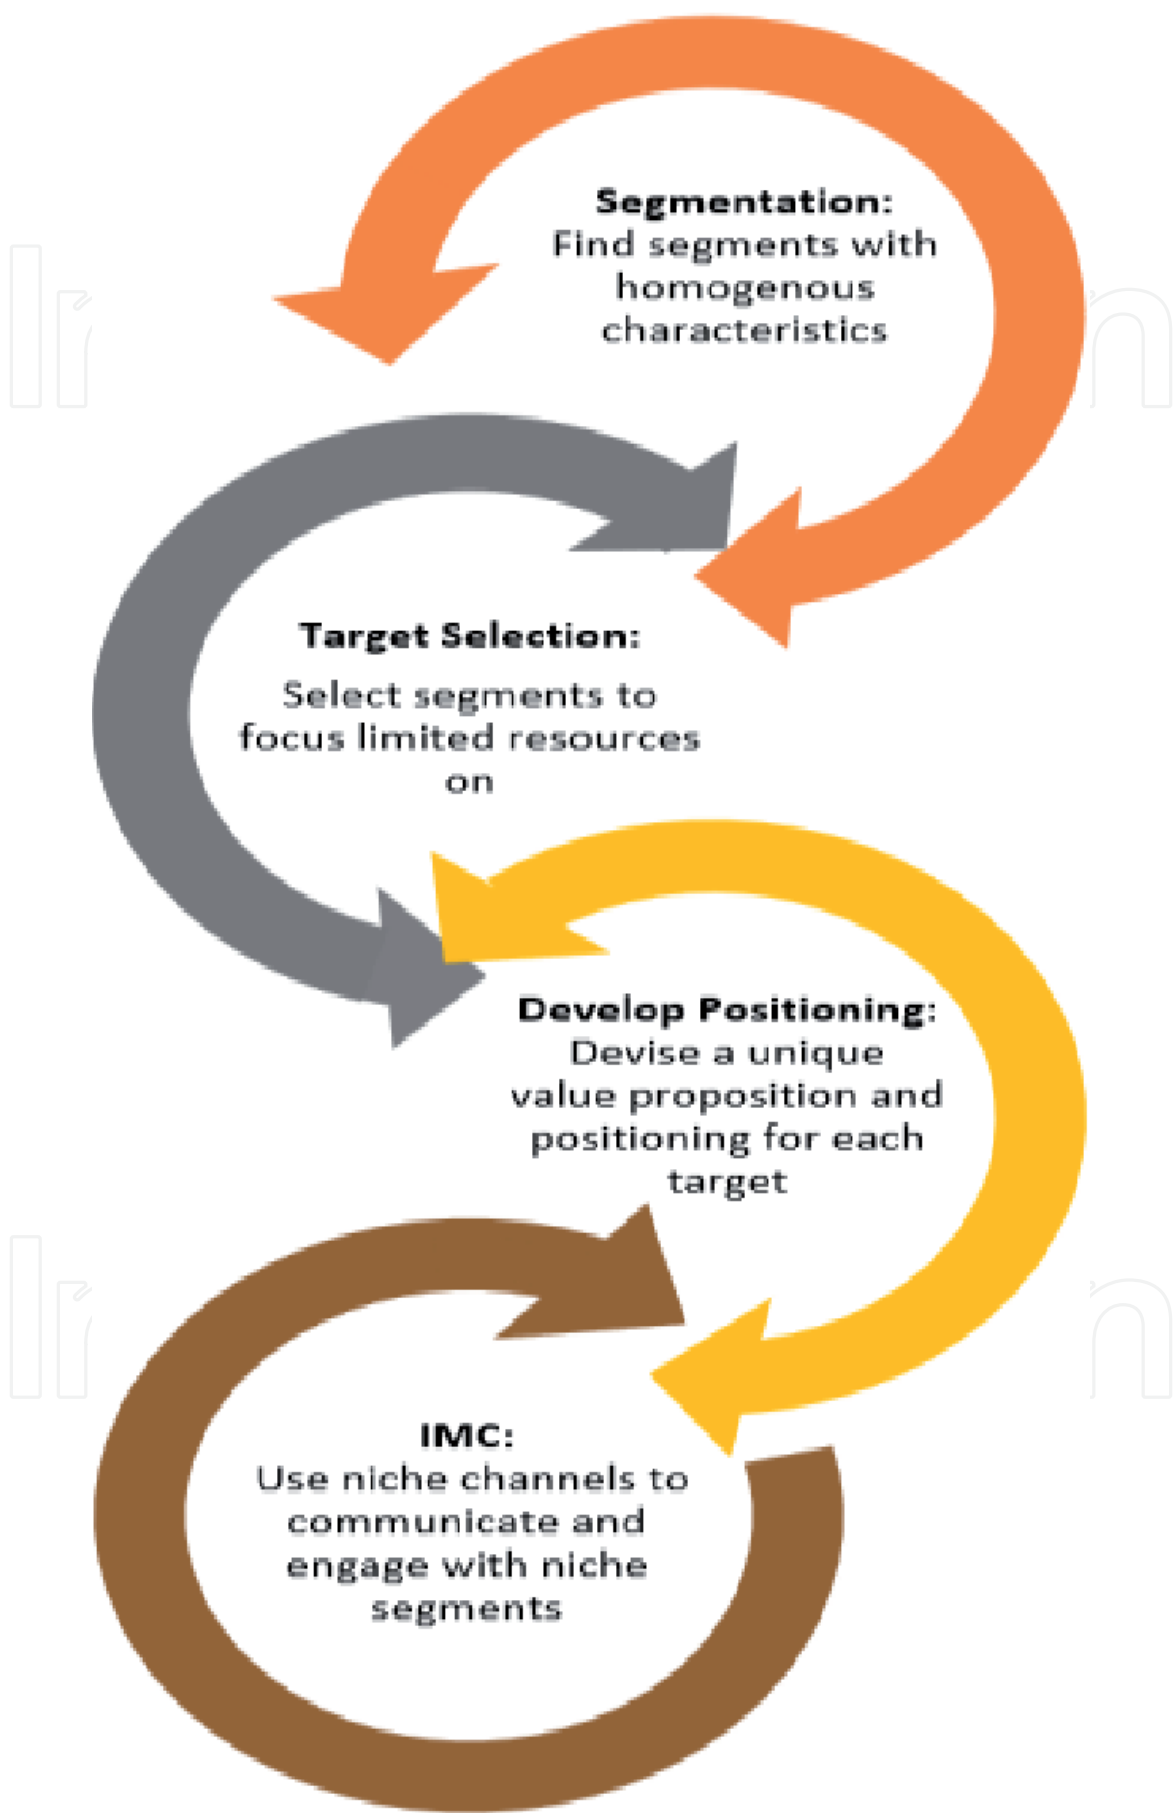 Segmentation:
Find segments with
homogenous
characteristics
Target Selection:
Select segments to
focus limited resources
on
Develop Positioning:
Devise a unique
value proposition and
positioning for each
target
IMC:
Use niche channels to
communicate and
engage with niche
segments